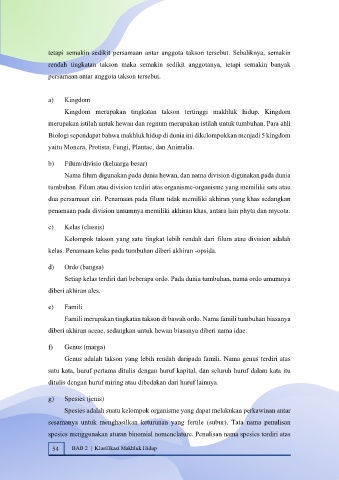 tetapi semakin sedikit persamaan antar anggota takson tersebut. Sebaliknya, semakin
rendah tingkatan takson maka semakin sedikit anggotanya, tetapi semakin banyak
persamaan antar anggota takson tersebut.
a) Kingdom
Kingdom merupakan tingkatan takson tertinggi makhluk hidup. Kingdom
merupakan istilah untuk hewan dan regnum merupakan istilah untuk tumbuhan. Para ahli
Biologi sependapat bahwa makhluk hidup di dunia ini dikelompokkan menjadi 5 kingdom
yaitu Monera, Protista, Fungi, Plantae, dan Animalia.
b) Filum/divisio (keluarga besar)
Nama filum digunakan pada dunia hewan, dan nama division digunakan pada dunia
tumbuhan. Filum atau division terdiri atas organisme-organisme yang memiliki satu atau
dua persamaan ciri. Penamaan pada filum tidak memiliki akhiran yang khas sedangkan
penamaan pada division umumnya memiliki akhiran khas, antara lain phyta dan mycota.
c) Kelas (classis)
Kelompok takson yang satu tingkat lebih rendah dari filum atau division adalah
kelas. Penamaan kelas pada tumbuhan diberi akhiran -opsida.
d) Ordo (bangsa)
Setiap kelas terdiri dari beberapa ordo. Pada dunia tumbuhan, nama ordo umumnya
diberi akhiran ales.
e) Famili
Famili merupakan tingkatan takson di bawah ordo. Nama famili tumbuhan biasanya
diberi akhiran aceae, sedangkan untuk hewan biasanya diberi nama idae.
f) Genus (marga)
Genus adalah takson yang lebih rendah daripada famili. Nama genus terdiri atas
satu kata, huruf pertama ditulis dengan huruf kapital, dan seluruh huruf dalam kata itu
ditulis dengan huruf miring atau dibedakan dari huruf lainnya.
g) Spesies (jenis)
Spesies adalah suatu kelompok organisme yang dapat melakukan perkawinan antar
sesamanya untuk menghasilkan keturunan yang fertile (subur). Tata nama penulisan
spesies menggunakan aturan binomial nomenclature. Penulisan nama spesies terdiri atas
34 BAB 2 | Klasifikasi Makhluk Hidup